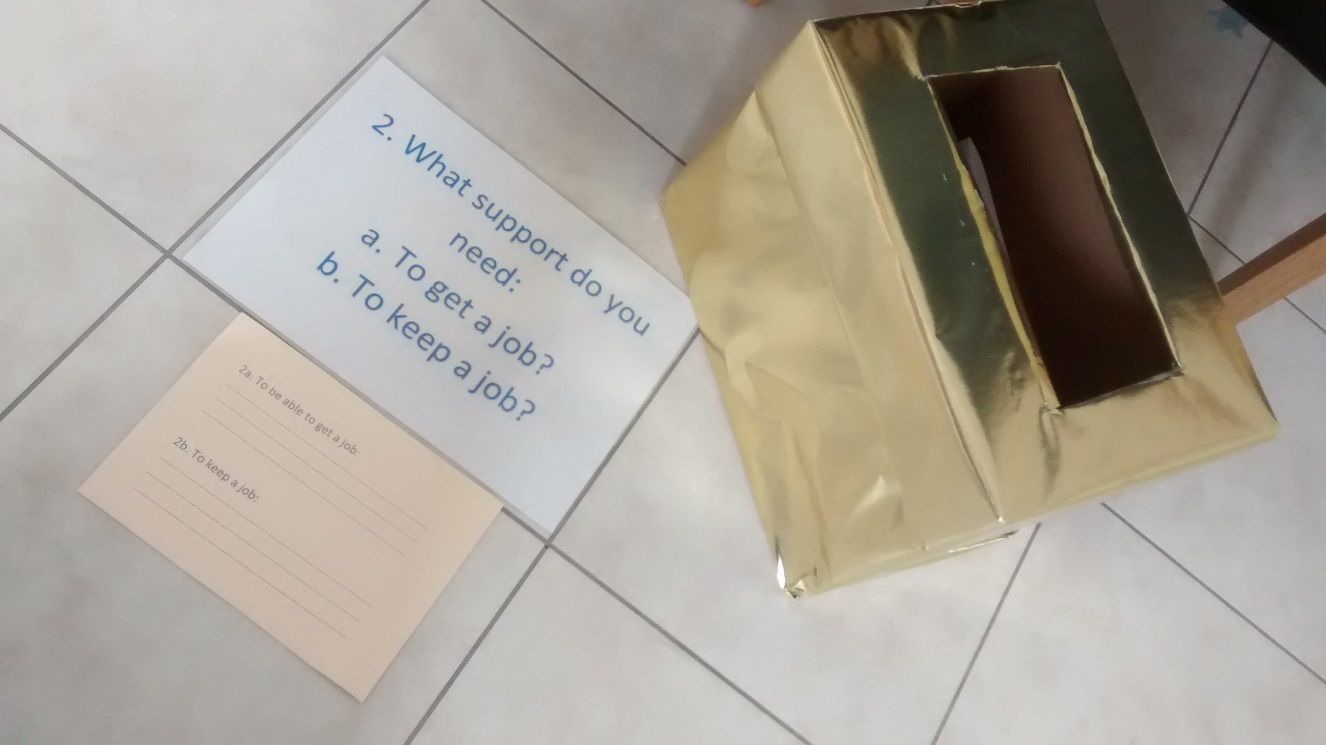 2. What support do you
need:
a. To get a job?
b. To keep a job?
2a. To be able to get a job:
2b. To keep a job: